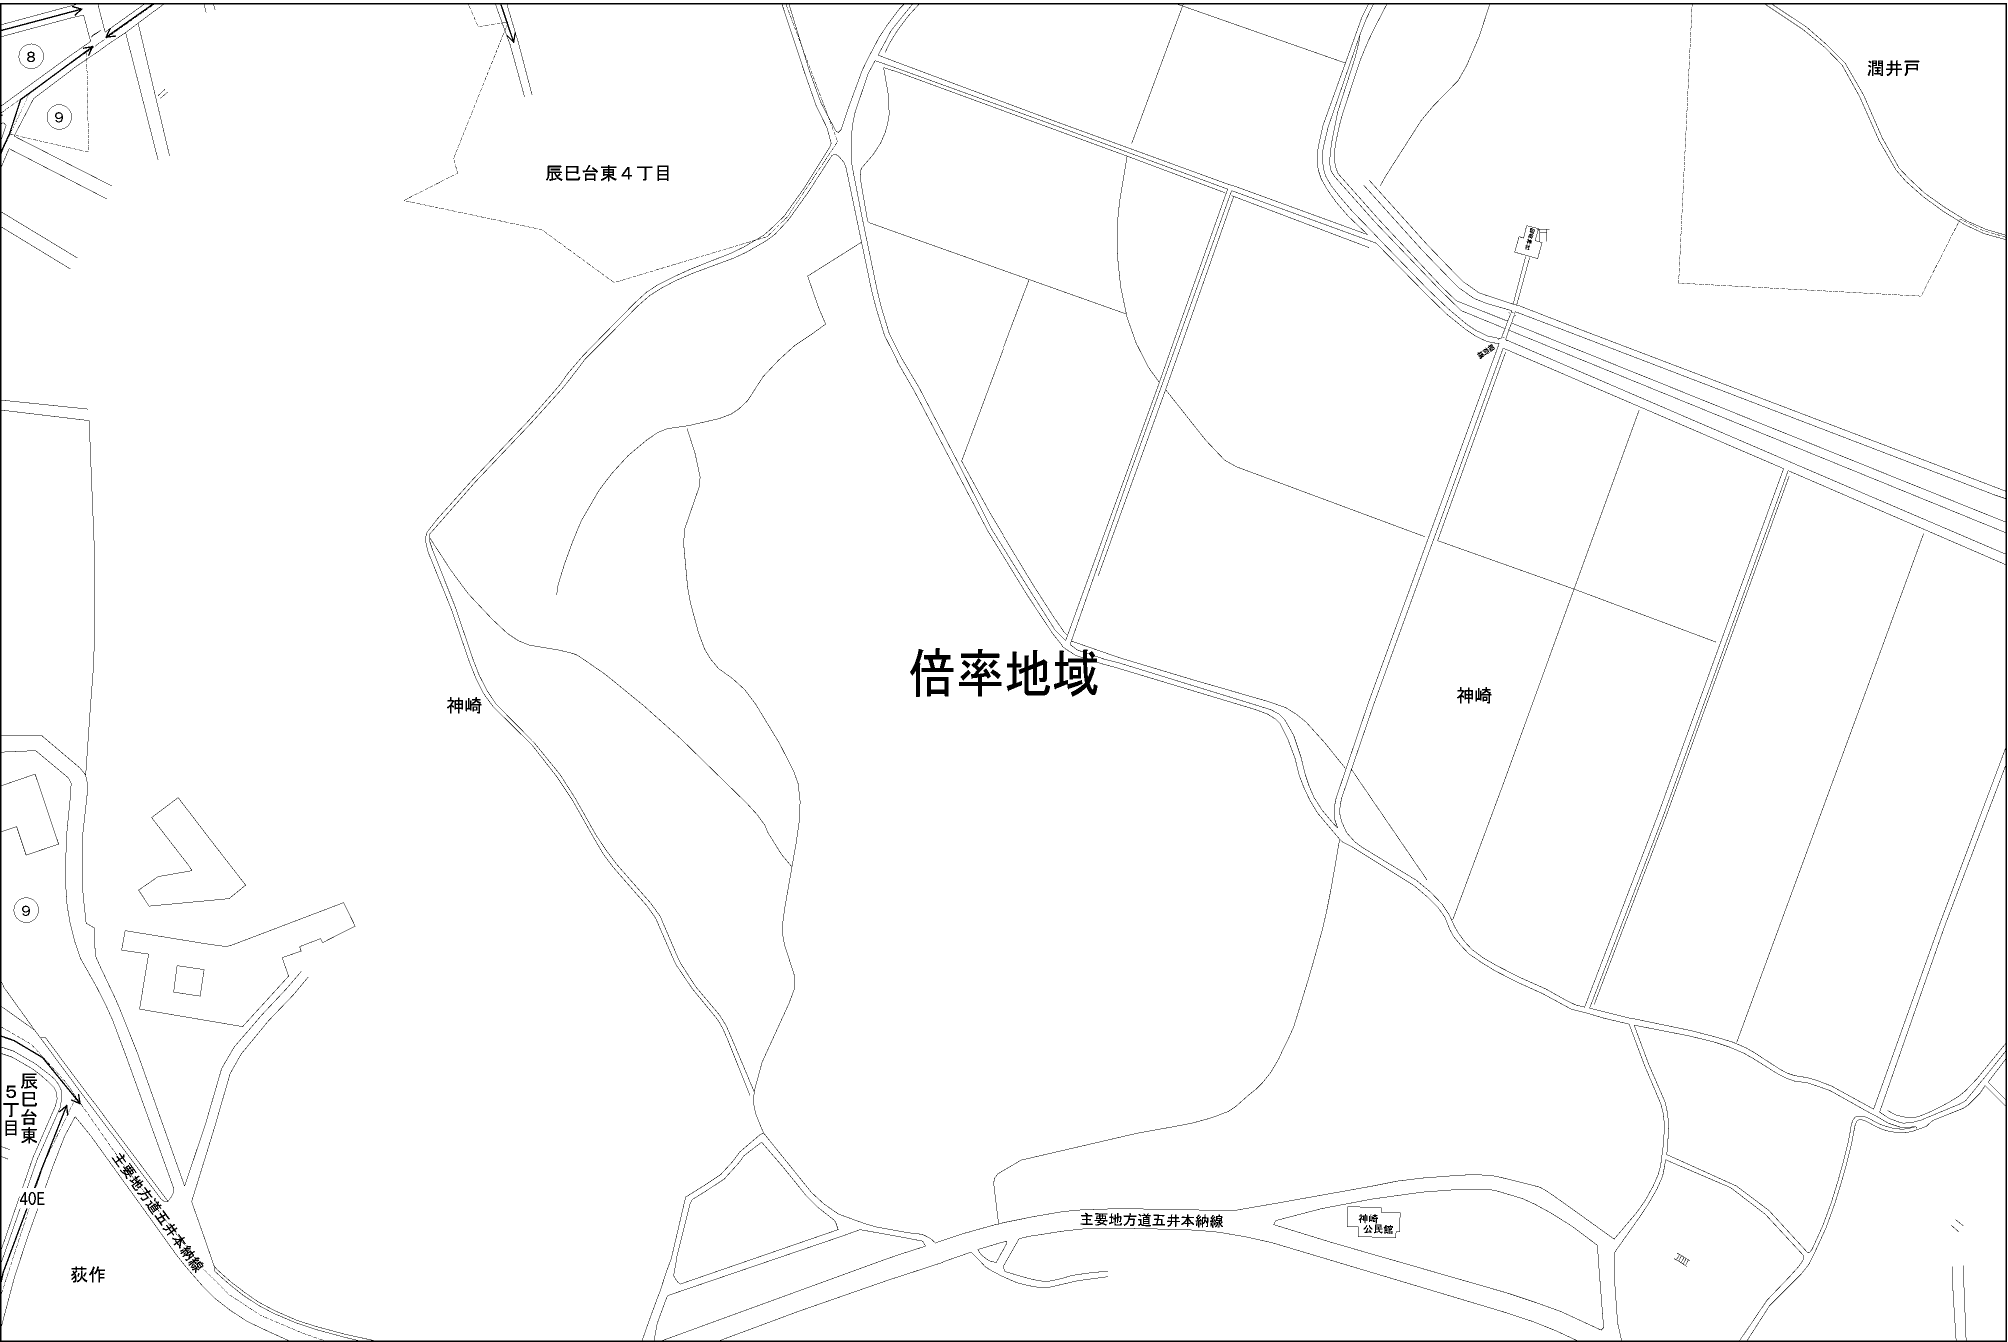 8
9
潤井戸
辰巳台東4丁目
倍率地域
神崎
神崎
9
辰巳台東
5丁目
40E
主要地方道五井本納線
主要地方道五井本納線
神崎
公民館
荻作